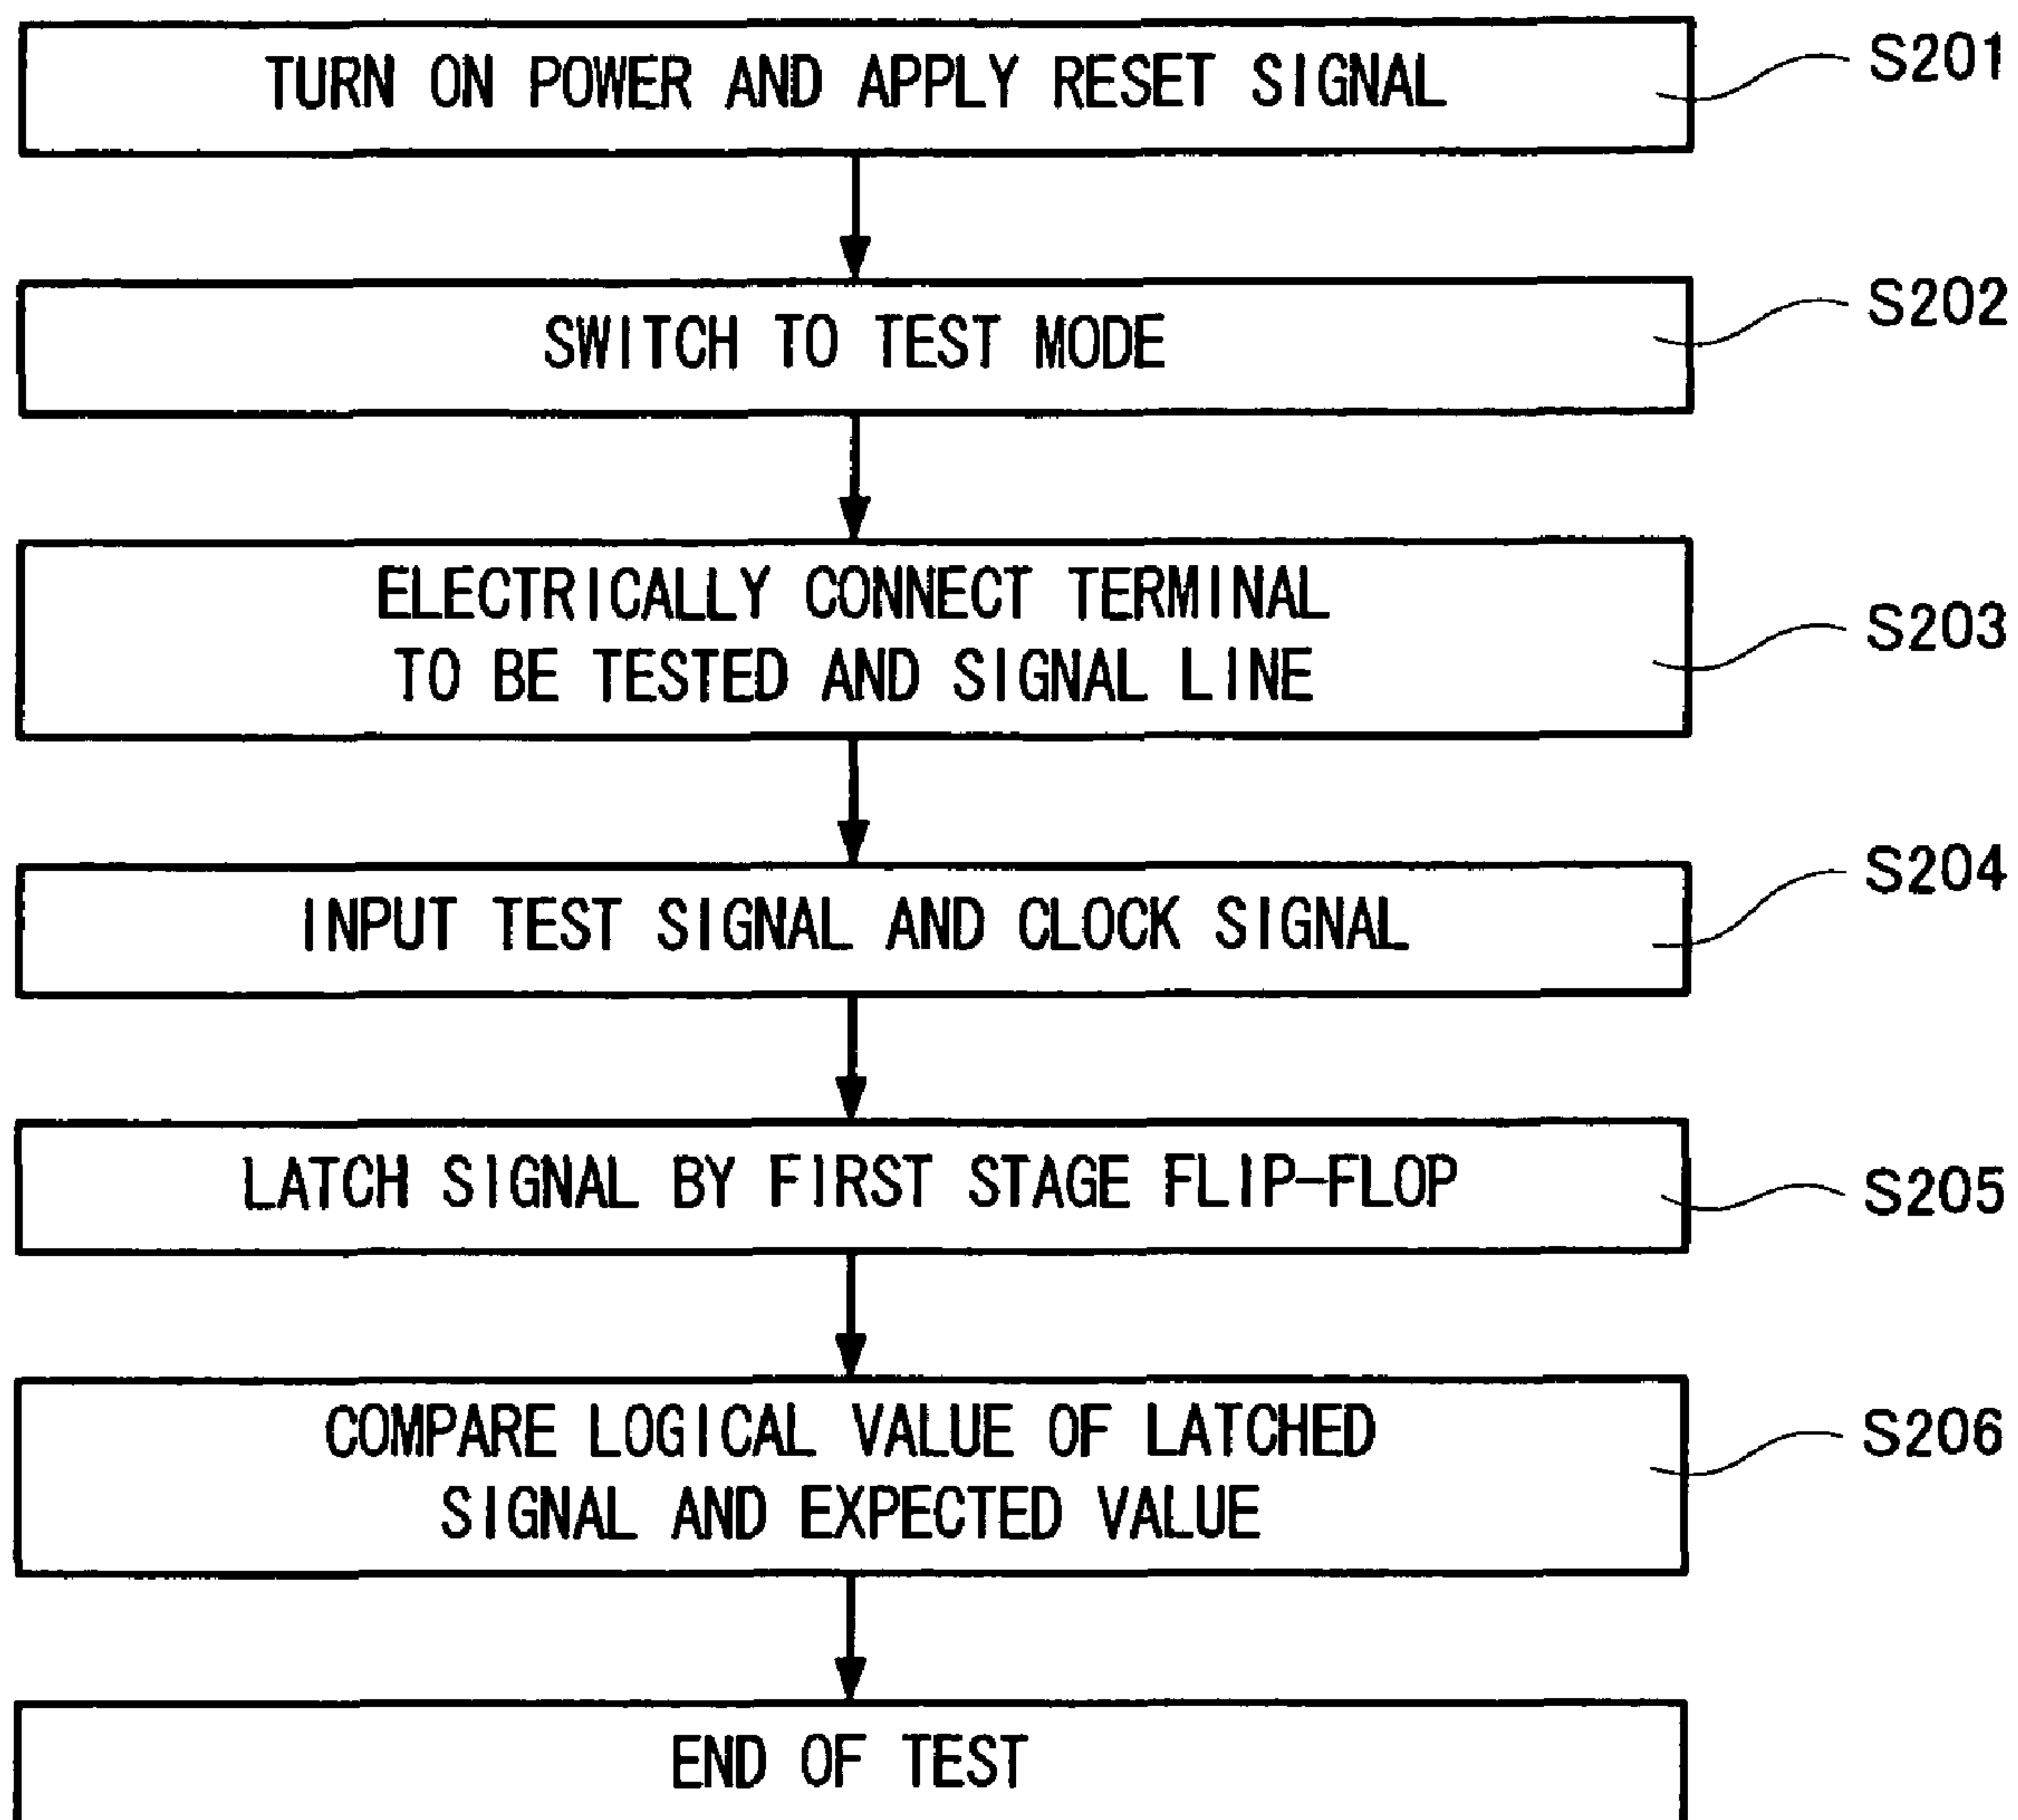 TURN ON POWER AND APPLY RESET SIGNAL
S201
SWITCH TO TEST MODE
S202
ELECTRICALLY CONNECT TERMINAL
TO BE TESTED AND SIGNAL LINE
S203
INPUT TEST SIGNAL AND CLOCK SIGNAL
S204
LATCH SIGNAL BY FIRST STAGE FLIP-FLOP
S205
COMPARE LOGICAL VALUE OF LATCHED
SIGNAL AND EXPECTED VALUE
S206
END OF TEST